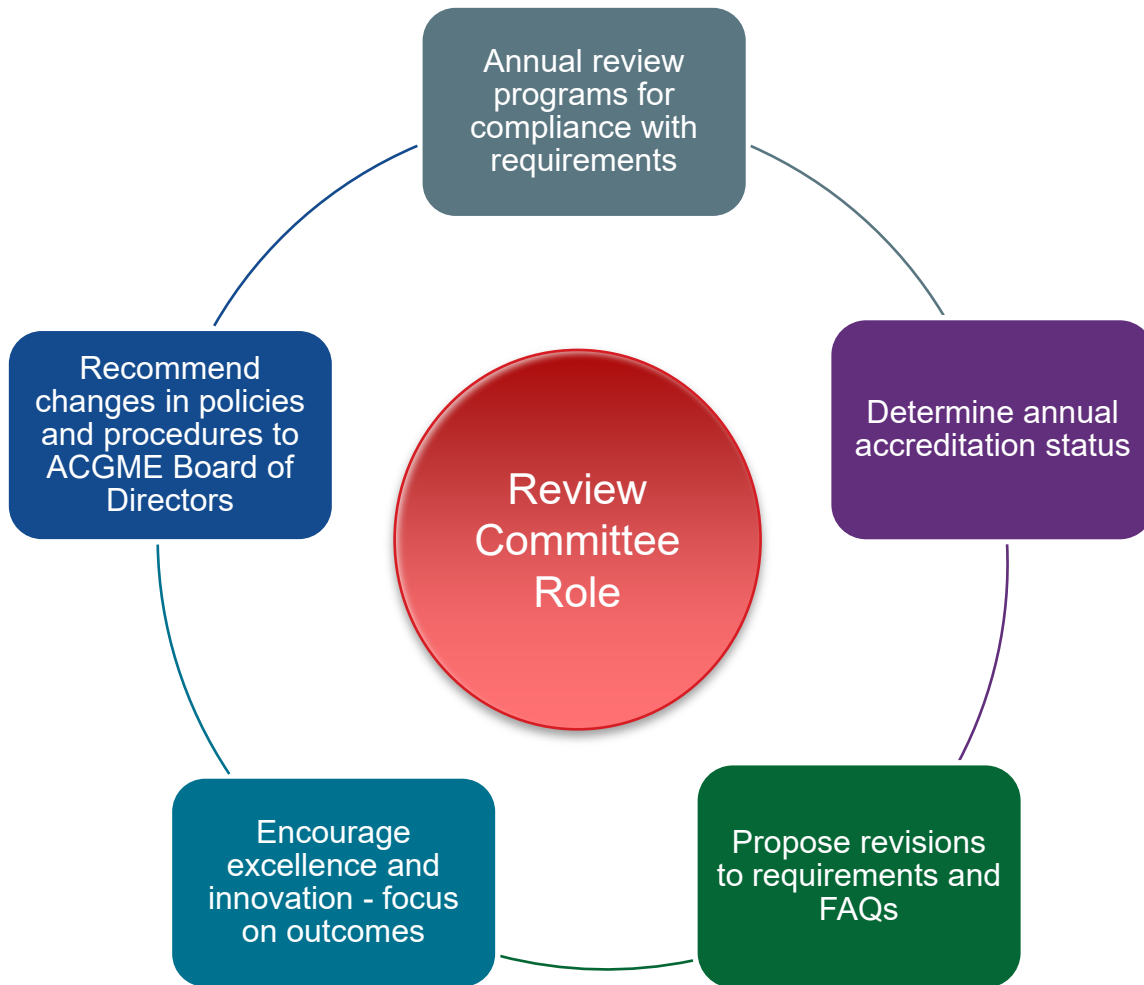 Annual review
programs for
compliance with
requirements
Determine annual
accreditation status
Propose revisions
to requirements and
FAQs
Encourage
excellence and
innovation - focus
on outcomes
Recommend
changes in policies
and procedures to
ACGME Board of
Directors
Review
Committee
Role